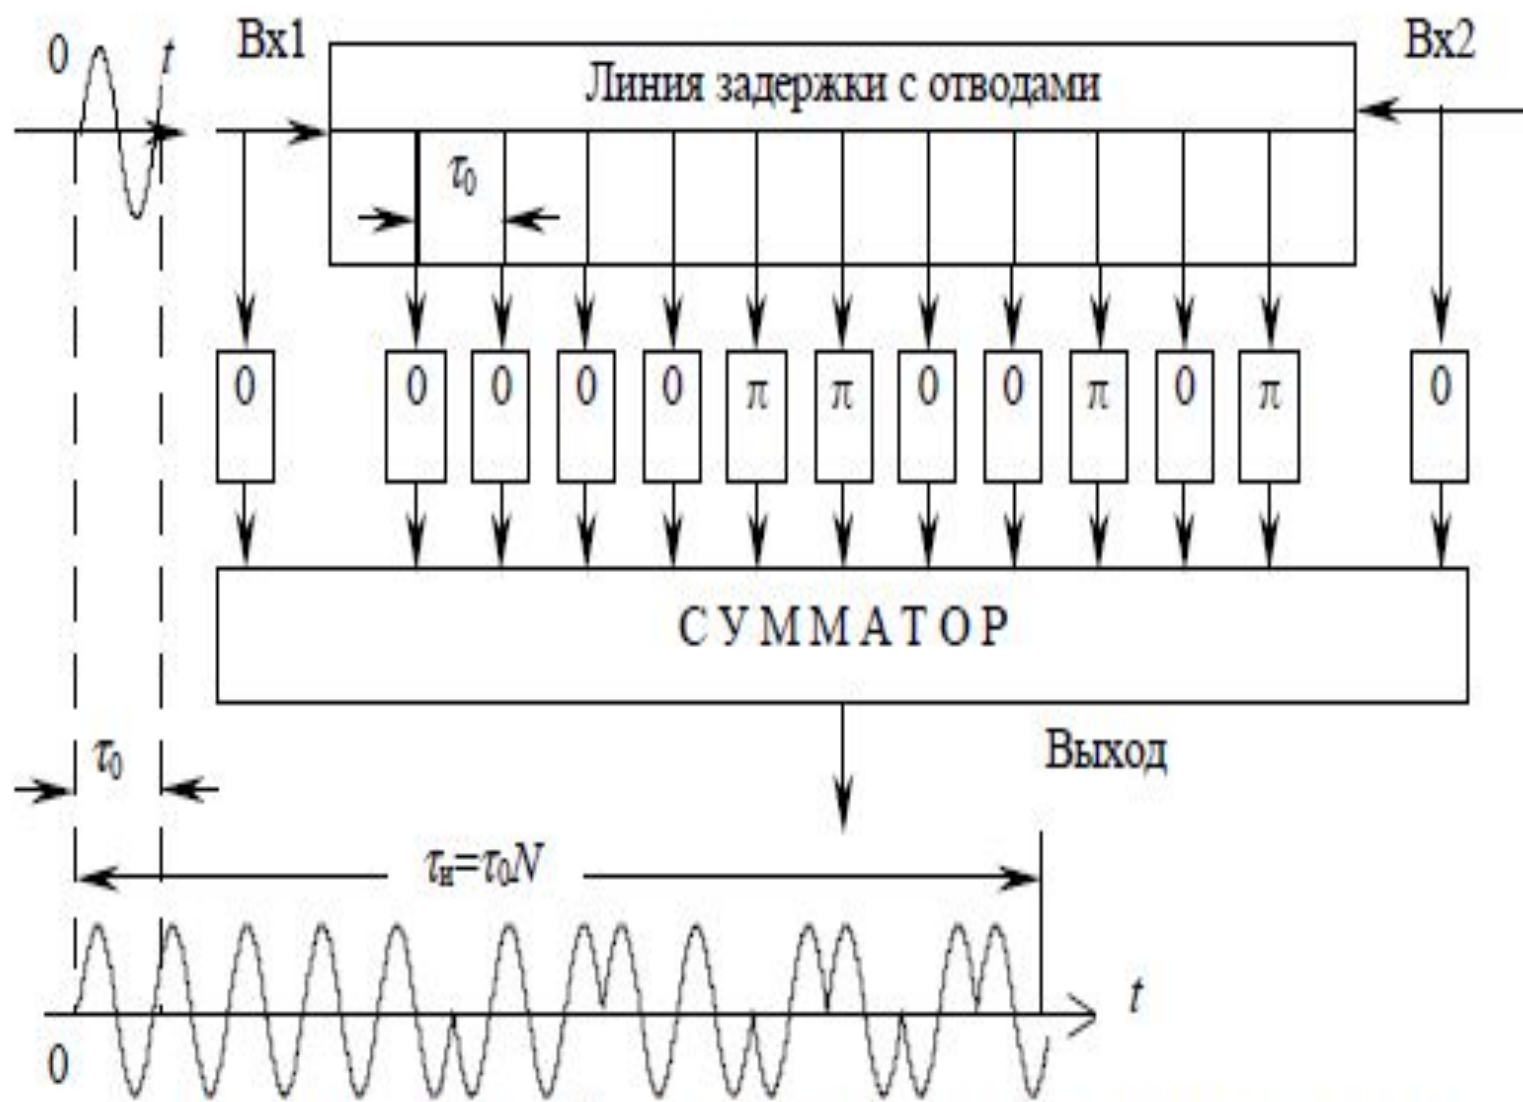 0 t Вх1 Вх2
Линия задержки с отводами
τ₀
0 0 0 0 0 π π 0 0 π 0 π 0
СУММАТОР
τ₀ Выход
τи=τ₀N
t
0